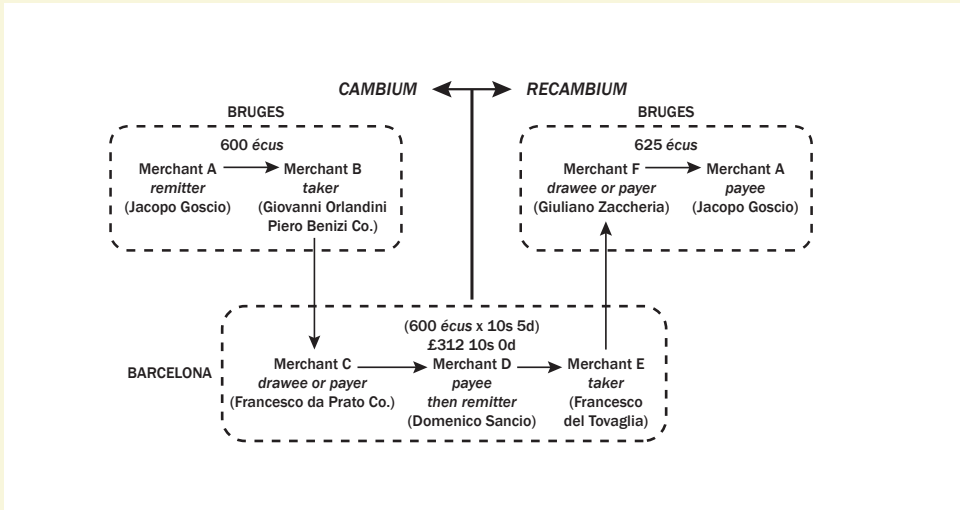 CAMBIUM
RECAMBIUM
BRUGES
600 écus
Merchant A
remitter
(Jacopo Goscio)
Merchant B
taker
(Giovanni Orlandini
Piero Benizi Co.)
BRUGES
625 écus
Merchant F
drawee or payer
(Giuliano Zaccheria)
Merchant A
payee
(Jacopo Goscio)
BARCELONA
(600 écus x 10s 5d)
£312 10s 0d
Merchant C
drawee or payer
(Francesco da Prato Co.)
Merchant D
payee
then remitter
(Domenico Sancio)
Merchant E
taker
(Francesco
del Tovaglia)